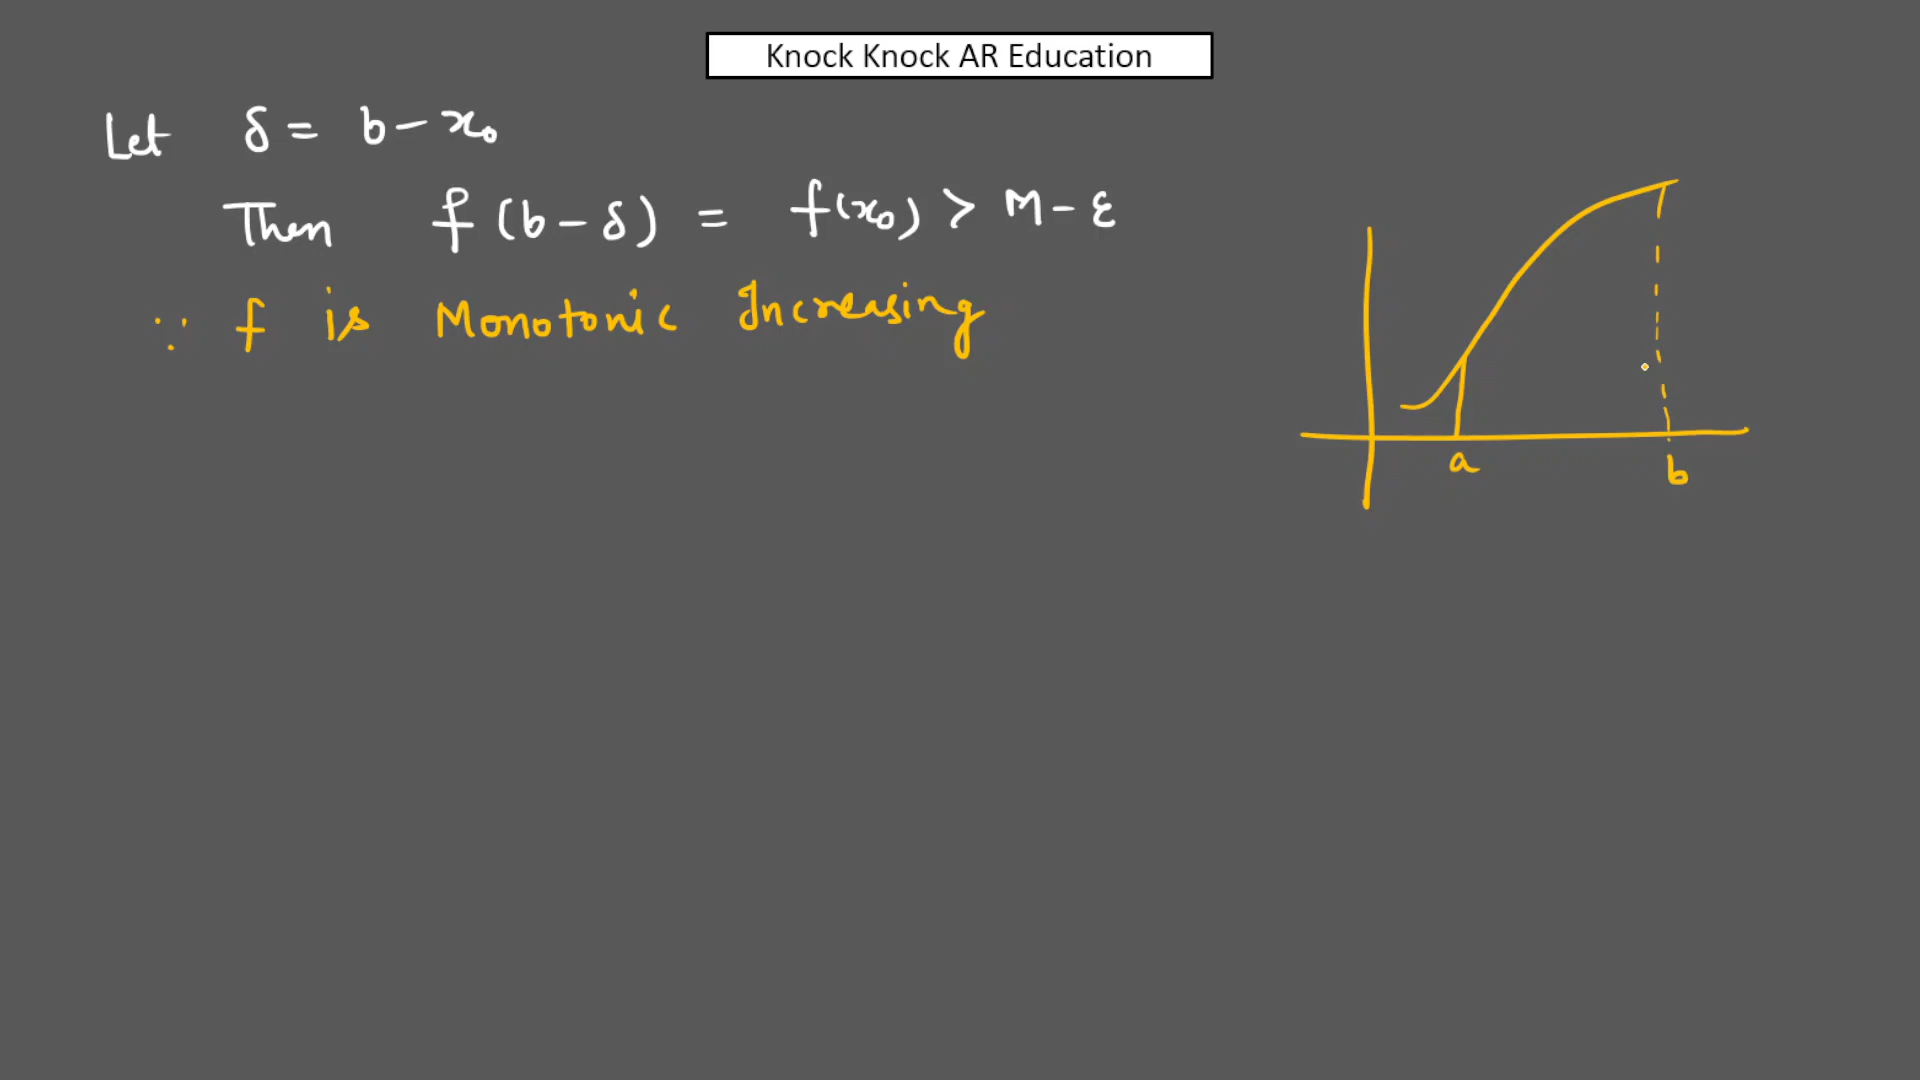 Knock Knock AR Education
Let δ = b - x₀
Then f (b - δ) = f(x₀) > M - ε
∵ f is Monotonic Increasing
a
b